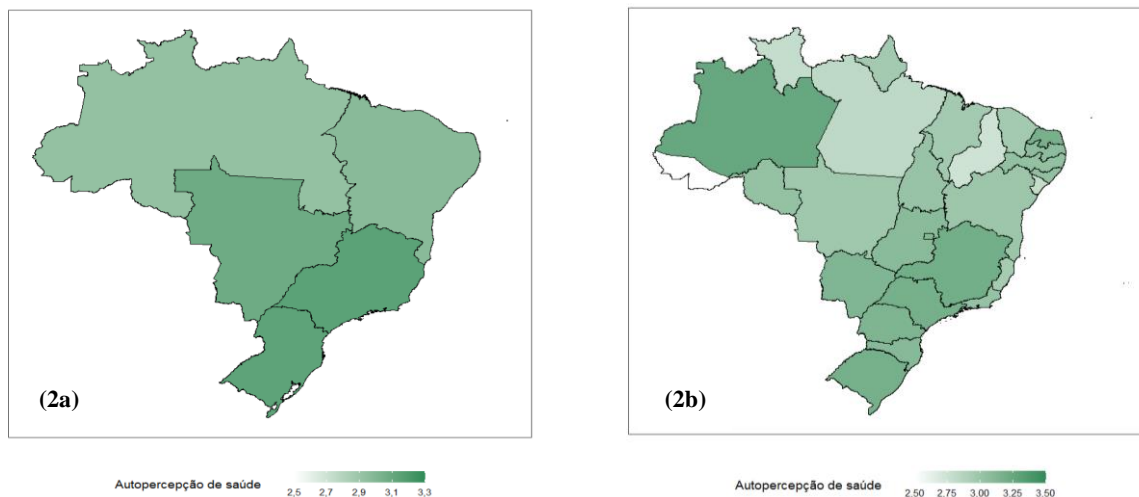 (2a)
Autopercepção de saúde
2,5 2,7 2,9 3,1 3,3
(2b)
Autopercepção de saúde
2.50 2.75 3.00 3.25 3.50